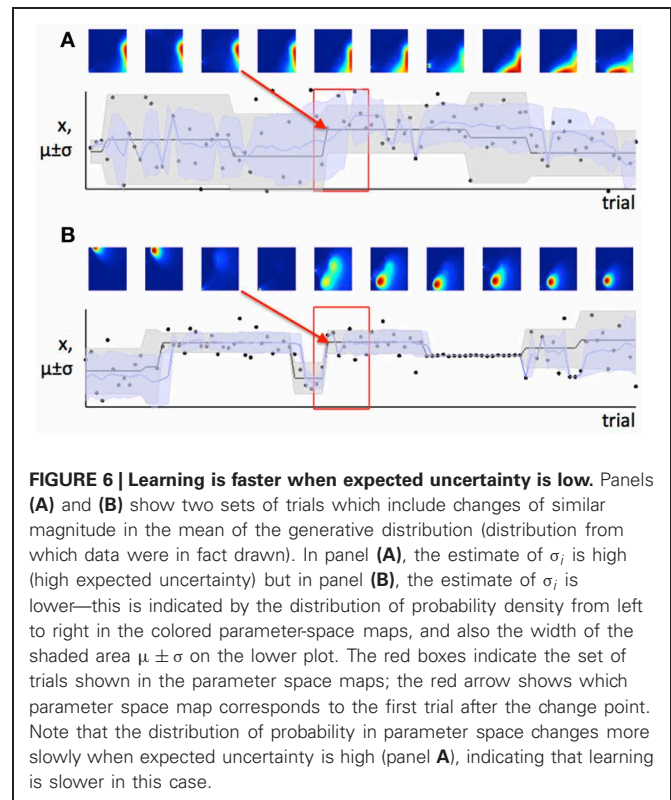 A
x,
μ±σ
trial
B
x,
μ±σ
trial
FIGURE 6 | Learning is faster when expected uncertainty is low. Panels
(A) and (B) show two sets of trials which include changes of similar
magnitude in the mean of the generative distribution (distribution from
which data were in fact drawn). In panel (A), the estimate of σi is high
(high expected uncertainty) but in panel (B), the estimate of σi is
lower—this is indicated by the distribution of probability density from left
to right in the colored parameter-space maps, and also the width of the
shaded area μ ± σ on the lower plot. The red boxes indicate the set of
trials shown in the parameter space maps; the red arrow shows which
parameter space map corresponds to the first trial after the change point.
Note that the distribution of probability in parameter space changes more
slowly when expected uncertainty is high (panel A), indicating that learning
is slower in this case.